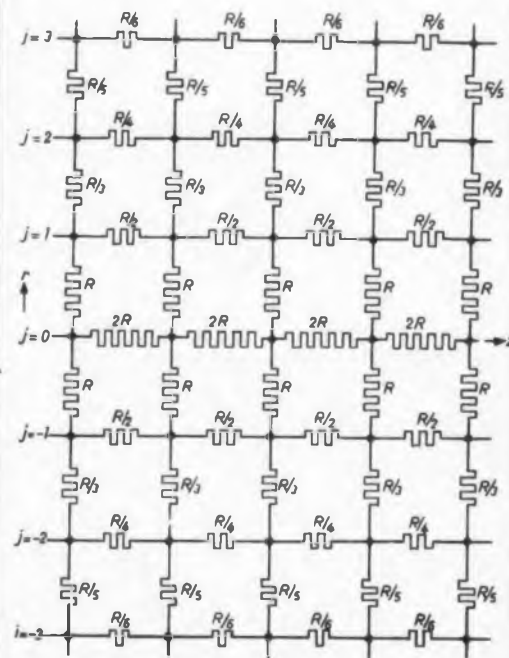 j = 3 R/6 R/6 R/6 R/6
R/5 R/5 R/5 R/5 R/5
j = 2 R/4 R/4 R/4 R/4
R/3 R/3 R/3 R/3 R/3
j = 1 R/2 R/2 R/2 R/2
r R R R R R
j=0 2R 2R 2R 2R
R R R R R
j=-1 R/2 R/2 R/2 R/2
R/3 R/3 R/3 R/3 R/3
j=-2 R/4 R/4 R/4 R/4
R/5 R/5 R/5 R/5 R/5
R/6 R/6 R/6 R/6